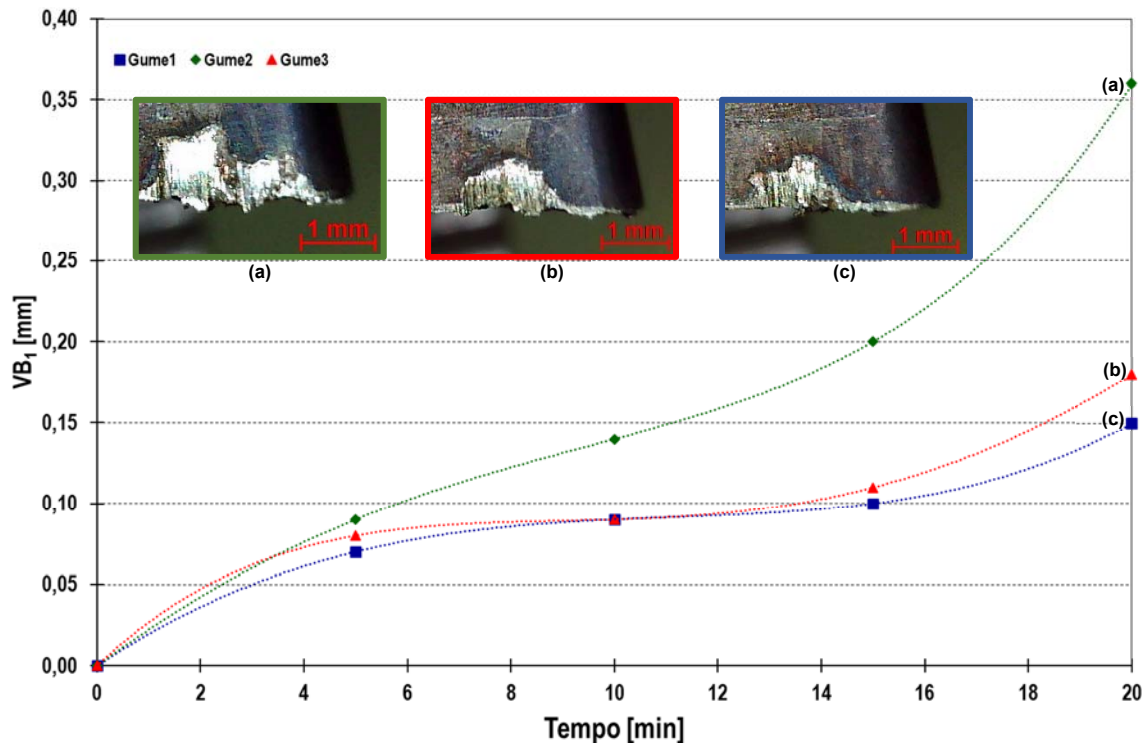 0,40
Gume1 Gume2 Gume3
(a)
0,35
1 mm 1 mm 1 mm
(a) (b) (c)
0,30
0,25
0,20
(b)
0,15
(c)
0,10
0,05
0,00
VB1 [mm]
0 2 4 6 8 10 12 14 16 18 20
Tempo [min]